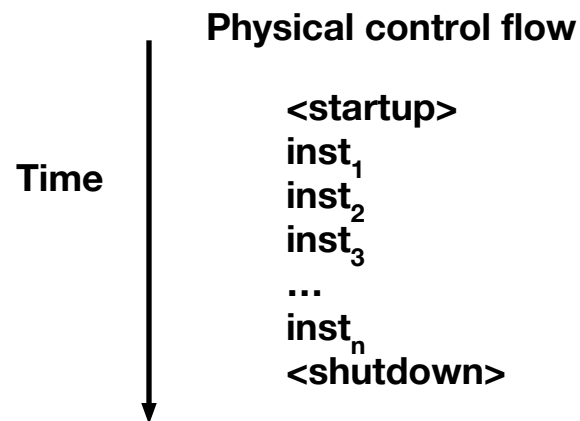 Physical control flow
<startup>
inst₁
Time
inst₂
inst₃
…
instₙ
<shutdown>